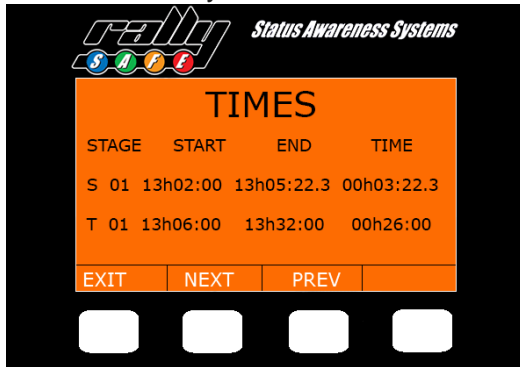 rally Status Awareness Systems
SAFE
TIMES
STAGE START END TIME
S 01 13h02:00 13h05:22.3 00h03:22.3
T 01 13h06:00 13h32:00 00h26:00
EXIT NEXT PREV